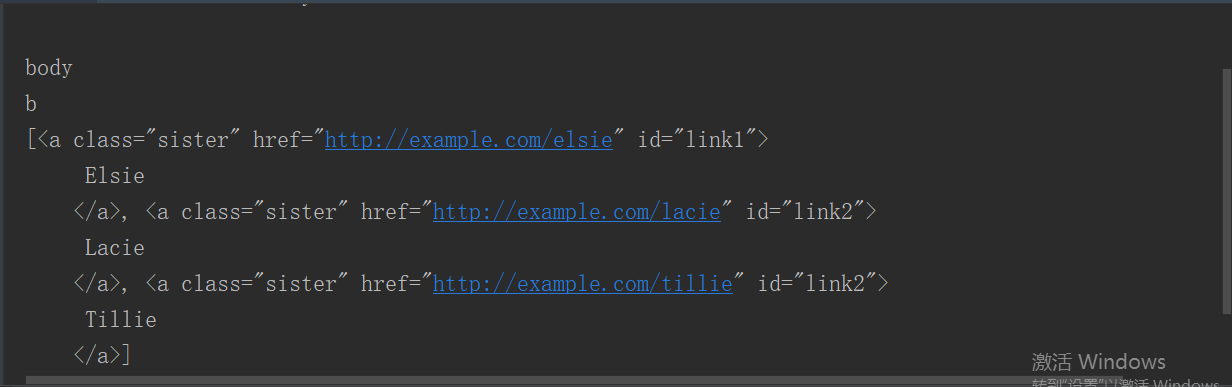 body
b
[<a class="sister" href="http://example.com/elsie" id="link1">
Elsie
</a>, <a class="sister" href="http://example.com/lacie" id="link2">
Lacie
</a>, <a class="sister" href="http://example.com/tillie" id="link2">
Tillie
</a>]
激活 Windows
转到"设置"以激活 Windows